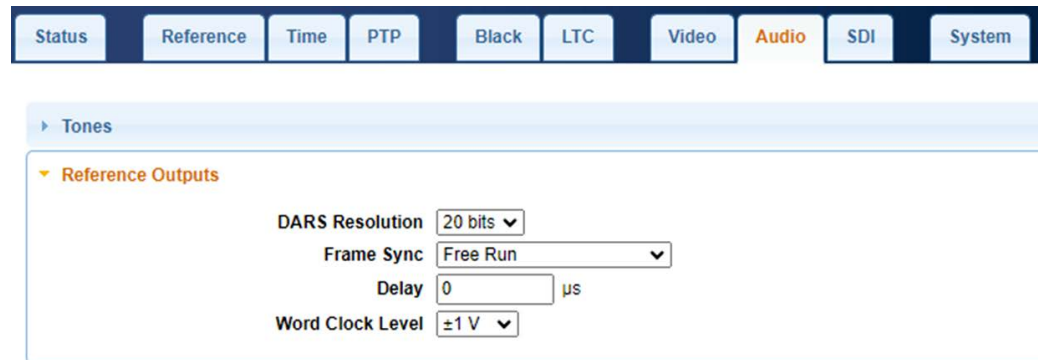 Status Reference Time PTP Black LTC Video Audio SDI System
Tones
Reference Outputs
DARS Resolution 20 bits
Frame Sync Free Run
Delay 0 µs
Word Clock Level ±1 V